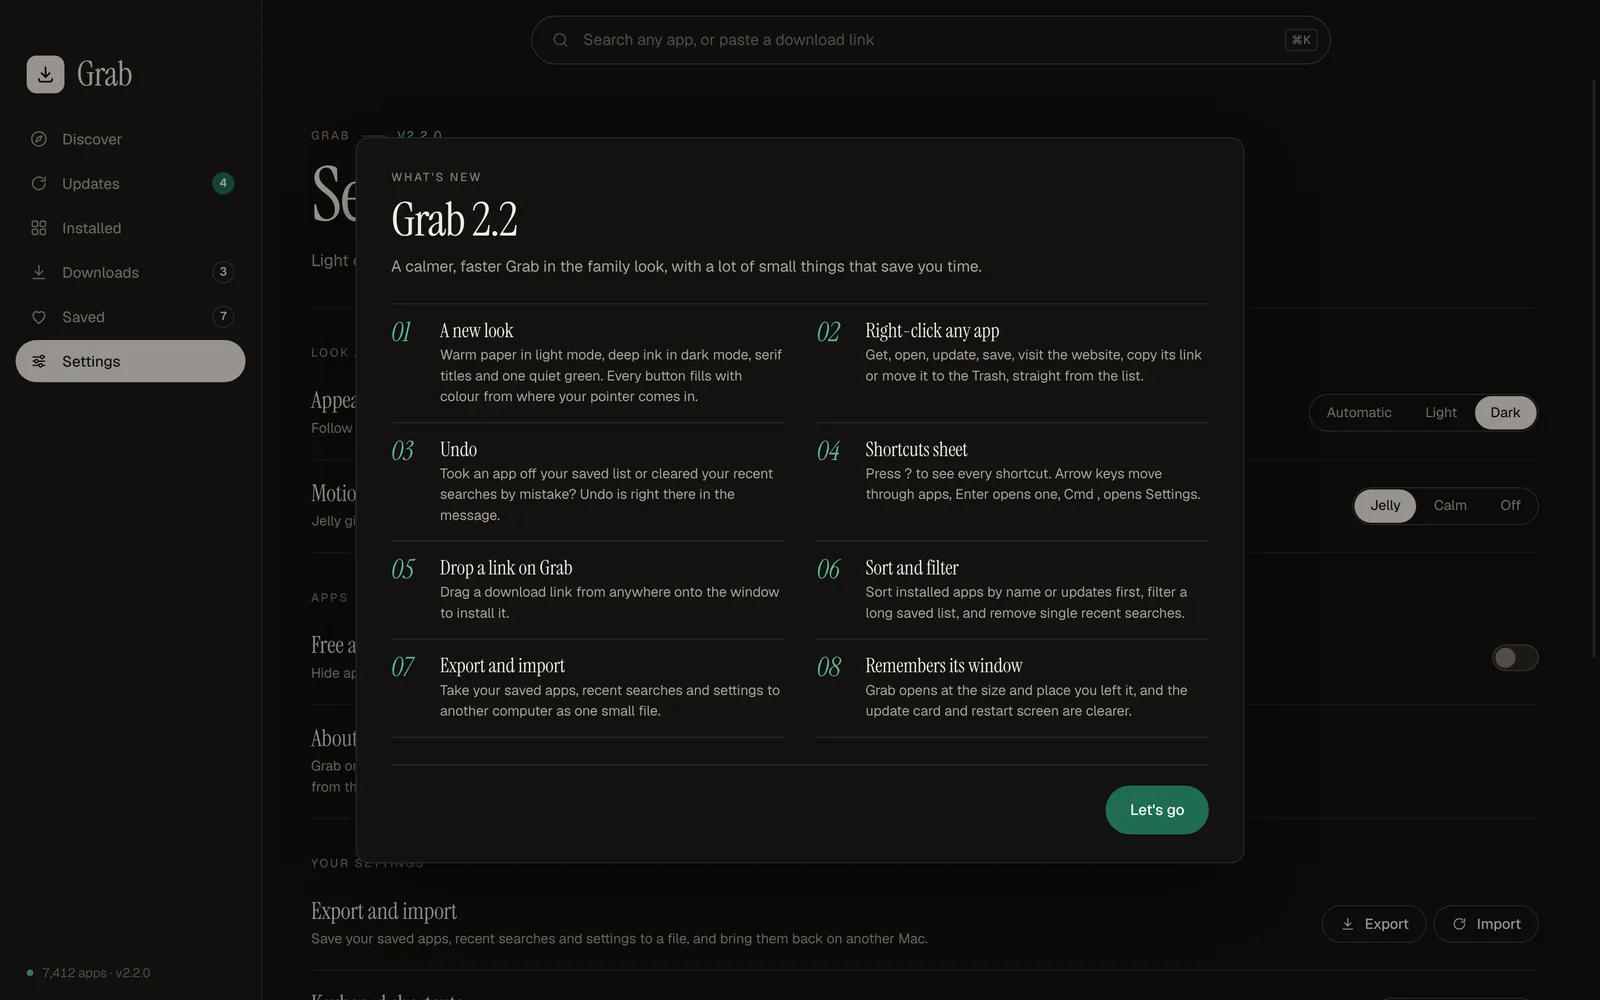 Grab
Discover
Updates 4
Installed
Downloads 3
Saved 7
Settings
7,412 apps · v2.2.0
Search any app, or paste a download link ⌘K
GRAB — V2.2.0
Light
LOOK
Follow
Automatic Light Dark
Jelly
Jelly Calm Off
APPS
Free
Hide
About
Grab
from
WHAT'S NEW
Grab 2.2
A calmer, faster Grab in the family look, with a lot of small things that save you time.
01 A new look
Warm paper in light mode, deep ink in dark mode, serif
titles and one quiet green. Every button fills with
colour from where your pointer comes in.
02 Right-click any app
Get, open, update, save, visit the website, copy its link
or move it to the Trash, straight from the list.
03 Undo
Took an app off your saved list or cleared your recent
searches by mistake? Undo is right there in the
message.
04 Shortcuts sheet
Press ? to see every shortcut. Arrow keys move
through apps, Enter opens one, Cmd , opens Settings.
05 Drop a link on Grab
Drag a download link from anywhere onto the window
to install it.
06 Sort and filter
Sort installed apps by name or updates first, filter a
long saved list, and remove single recent searches.
07 Export and import
Take your saved apps, recent searches and settings to
another computer as one small file.
08 Remembers its window
Grab opens at the size and place you left it, and the
update card and restart screen are clearer.
Let's go
YOUR SETTINGS
Export and import
Save your saved apps, recent searches and settings to a file, and bring them back on another Mac.
Export Import